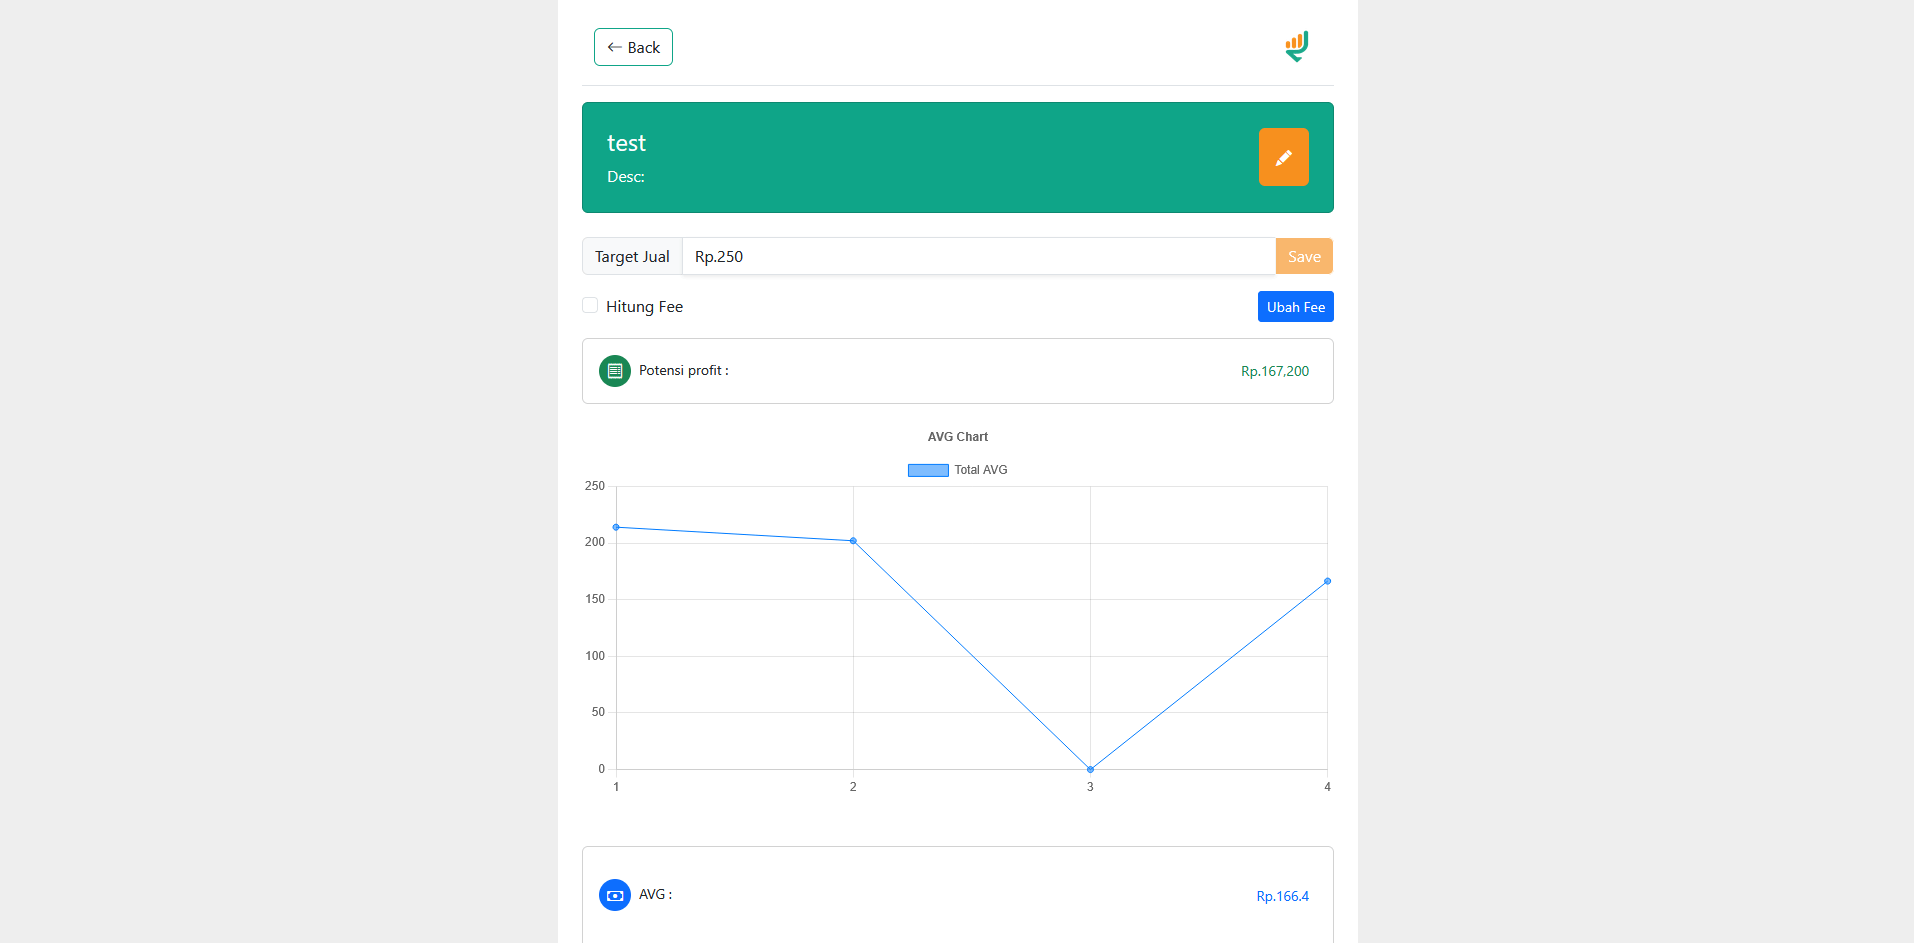 ← Back
test
Desc:
Target Jual Rp.250 Save
Hitung Fee Ubah Fee
Potensi profit : Rp.167,200
AVG Chart
Total AVG
250
200
150
100
50
0
1 2 3 4
AVG : Rp.166.4